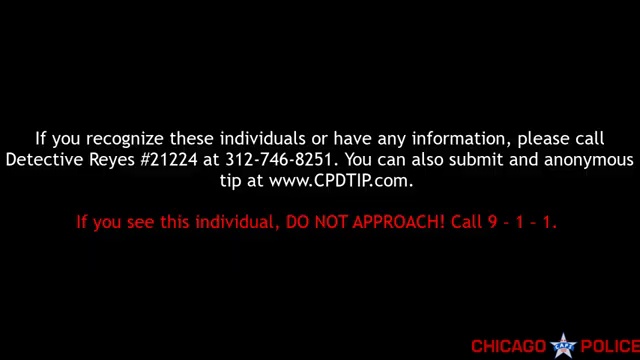 If you recognize these individuals or have any information, please call
Detective Reyes #21224 at 312-746-8251. You can also submit and anonymous
tip at www.CPDTIP.com.
If you see this individual, DO NOT APPROACH! Call 9 - 1 - 1.
CHICAGO CAPS POLICE